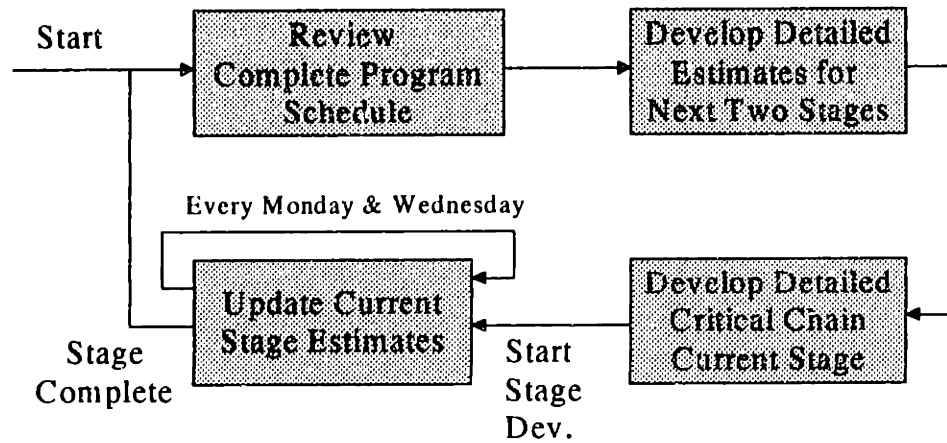 Start
Review
Complete Program
Schedule
Develop Detailed
Estimates for
Next Two Stages
Every Monday & Wednesday
Update Current
Stage Estimates
Develop Detailed
Critical Chain
Current Stage
Stage
Complete
Start
Stage
Dev.